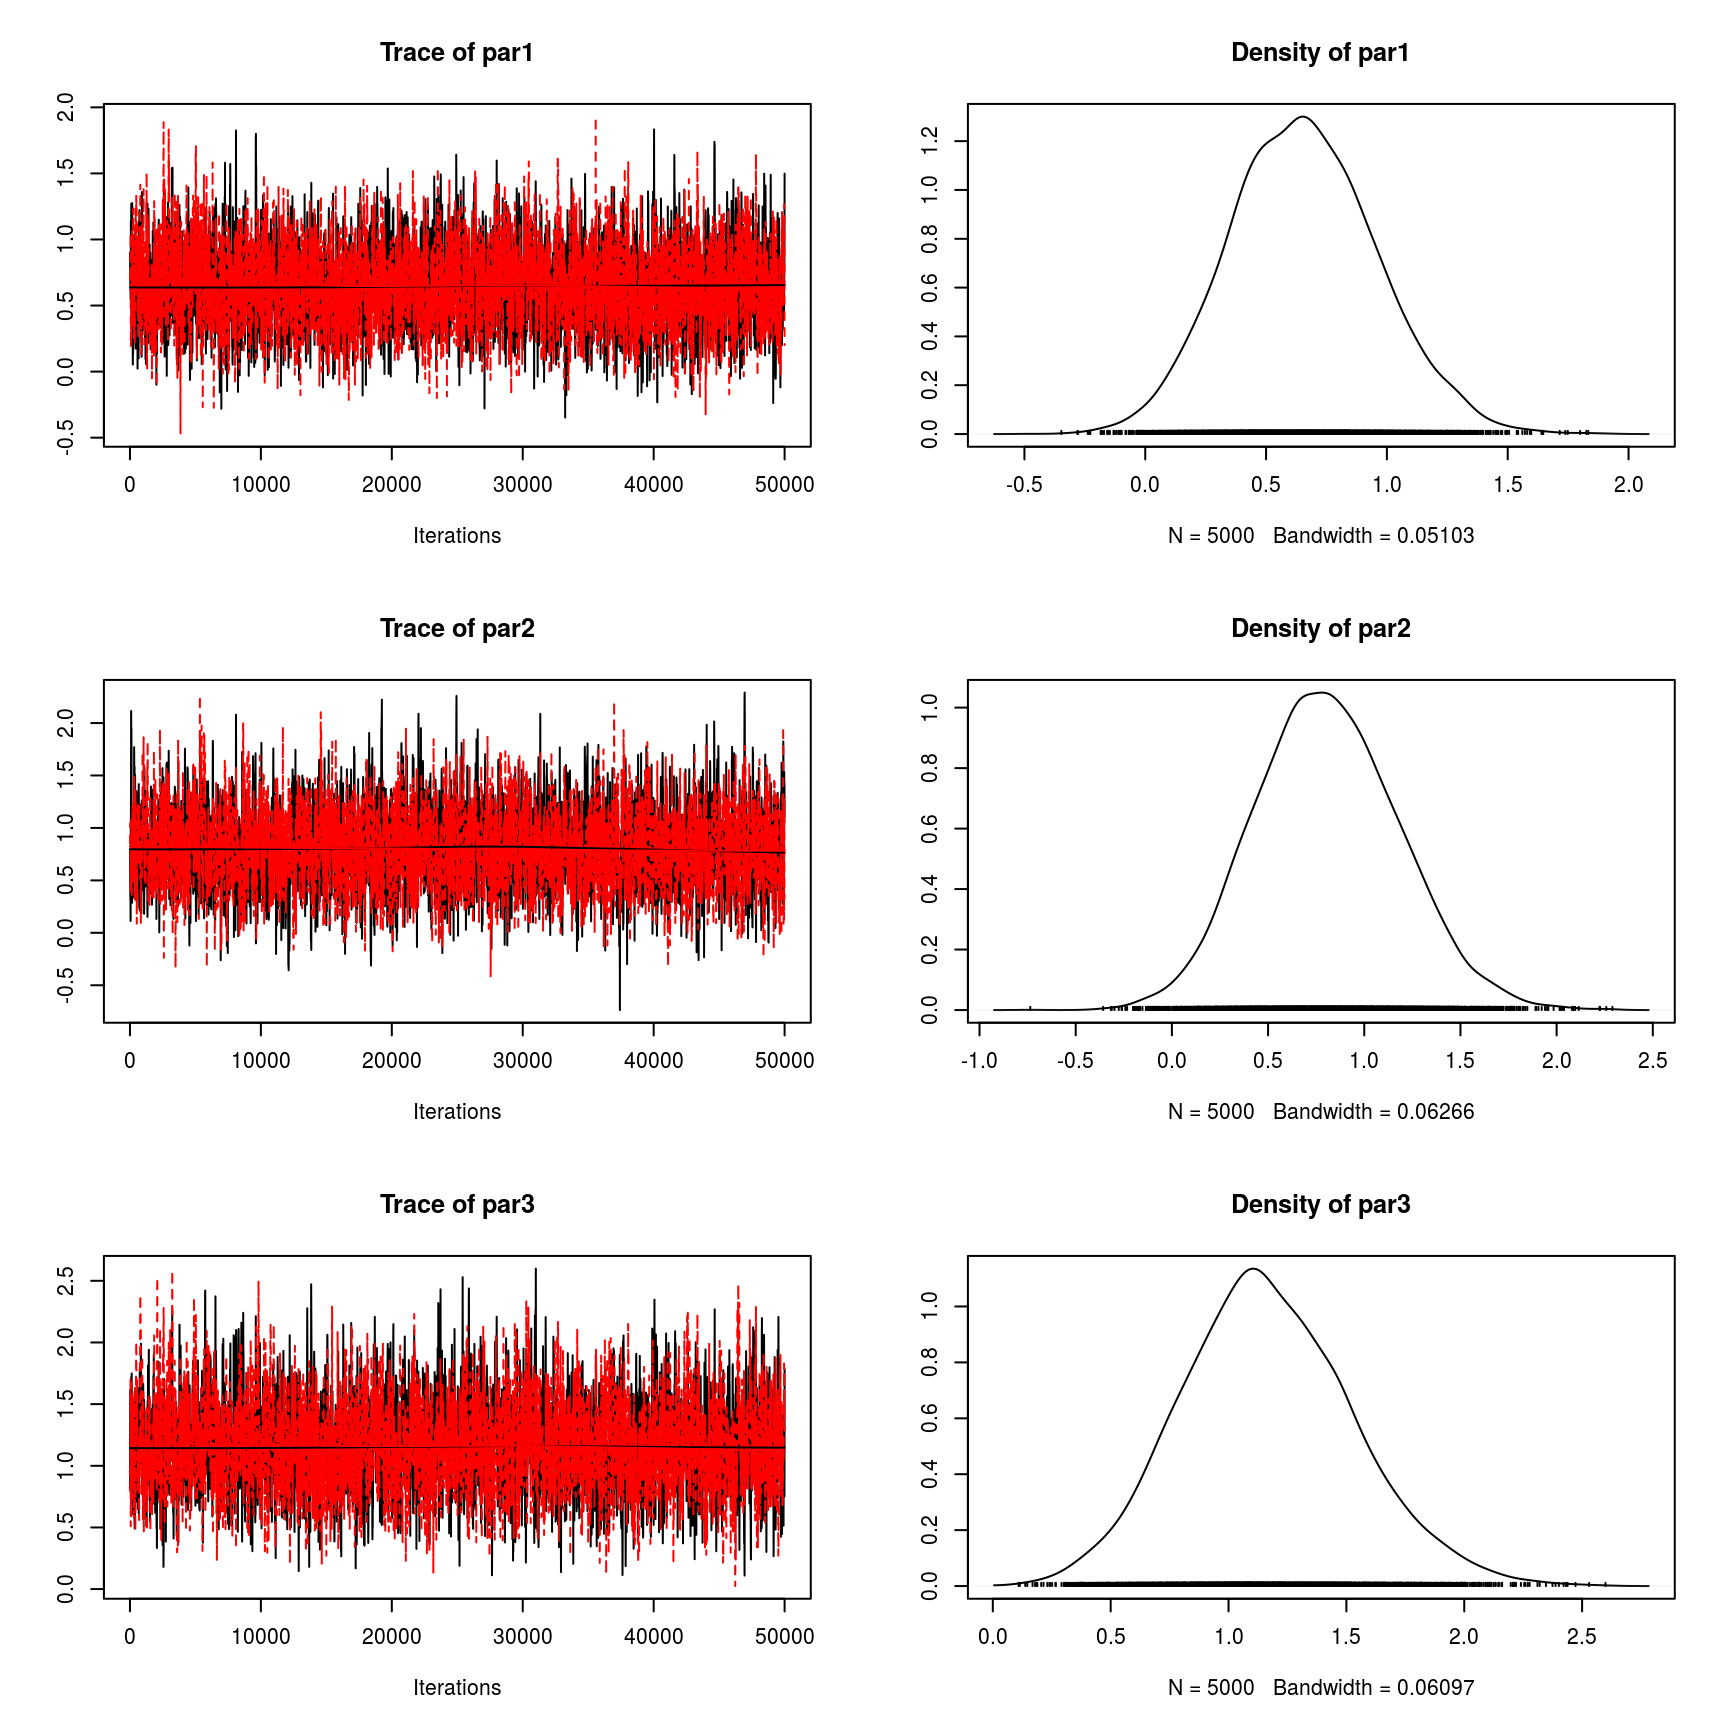 Trace of par1
2.0
1.5
1.0
0.5
0.0
-0.5
0 10000 20000 30000 40000 50000
Iterations
Density of par1
1.2
1.0
0.8
0.6
0.4
0.2
0.0
-0.5 0.0 0.5 1.0 1.5 2.0
N = 5000 Bandwidth = 0.05103
Trace of par2
2.0
1.5
1.0
0.5
0.0
-0.5
0 10000 20000 30000 40000 50000
Iterations
Density of par2
1.0
0.8
0.6
0.4
0.2
0.0
-1.0 -0.5 0.0 0.5 1.0 1.5 2.0 2.5
N = 5000 Bandwidth = 0.06266
Trace of par3
2.5
2.0
1.5
1.0
0.5
0.0
0 10000 20000 30000 40000 50000
Iterations
Density of par3
1.0
0.8
0.6
0.4
0.2
0.0
0.0 0.5 1.0 1.5 2.0 2.5
N = 5000 Bandwidth = 0.06097